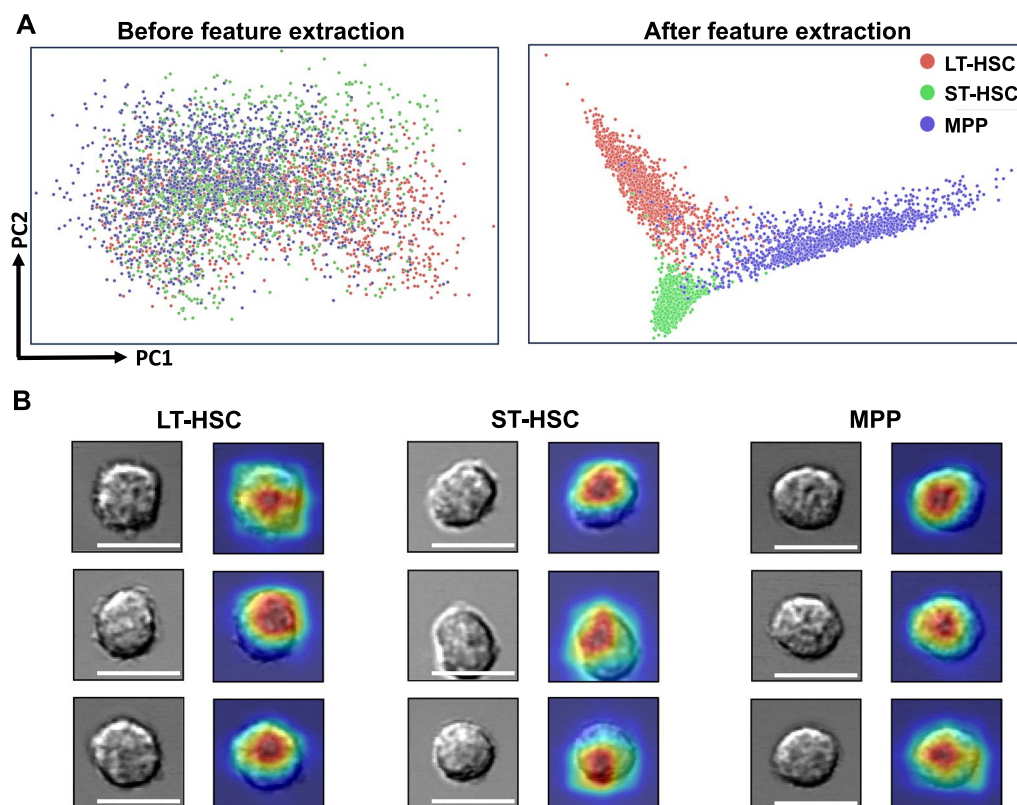 A
Before feature extraction
After feature extraction
LT-HSC
ST-HSC
MPP
PC2
PC1
B
LT-HSC
ST-HSC
MPP